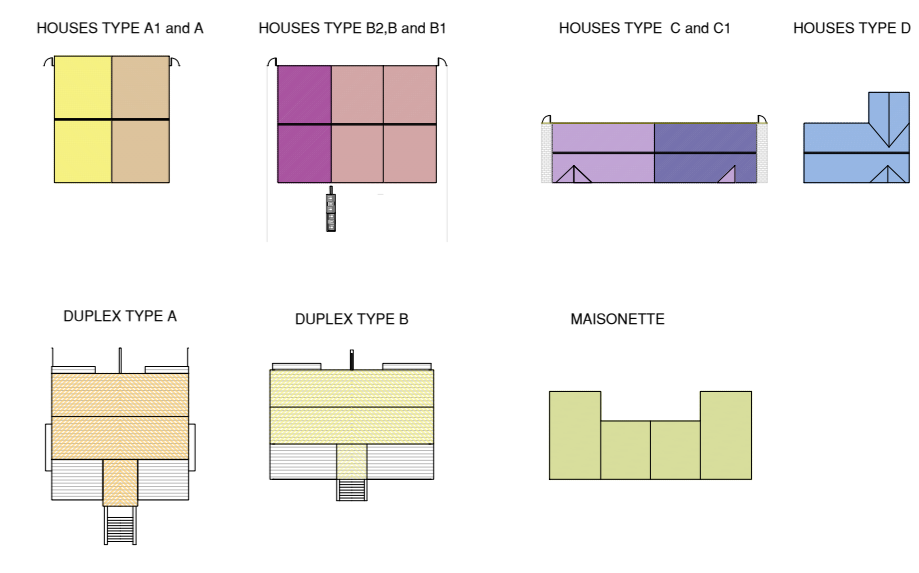 HOUSES TYPE A1 and A
HOUSES TYPE B2,B and B1
HOUSES TYPE C and C1
HOUSES TYPE D
DUPLEX TYPE A
DUPLEX TYPE B
MAISONETTE